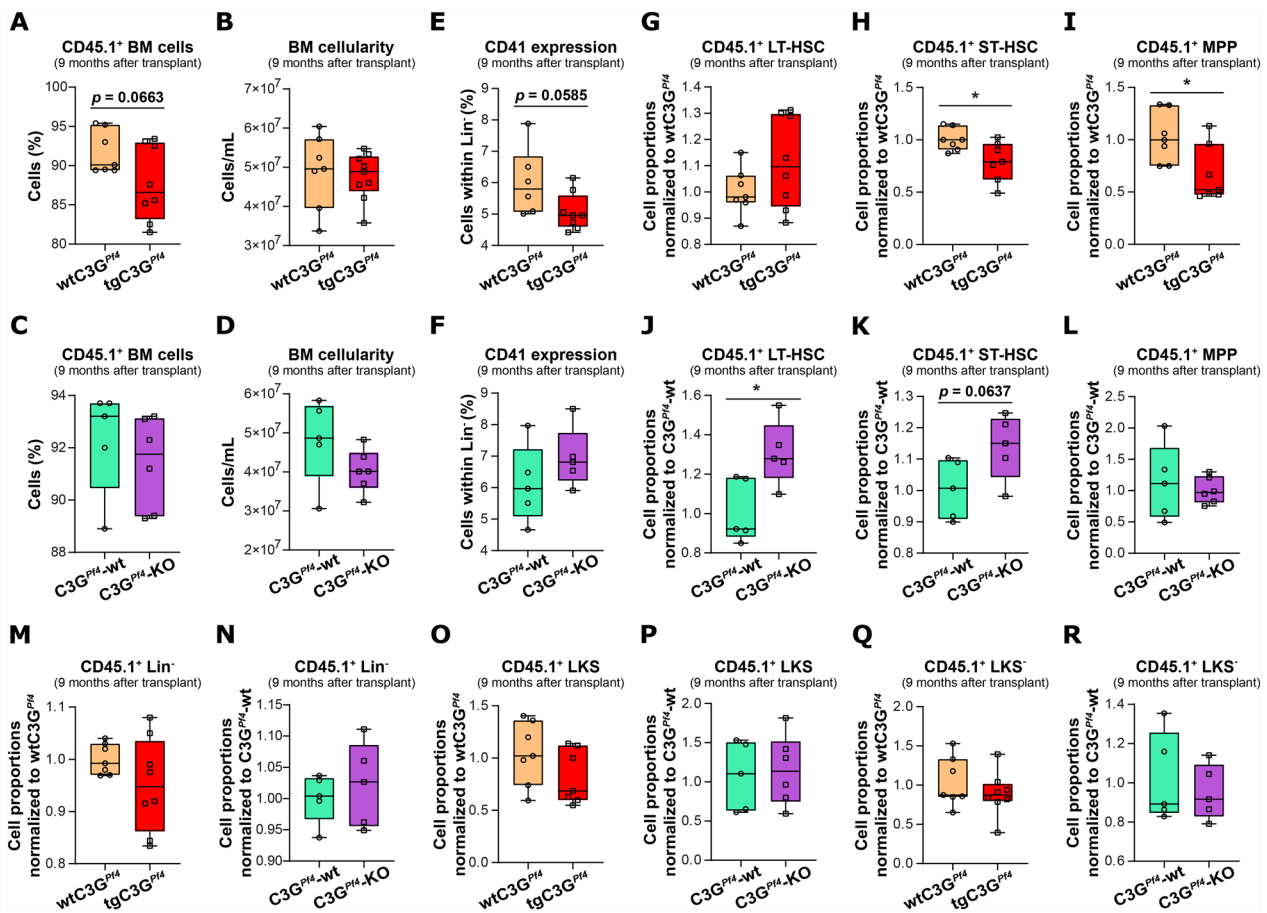 A
CD45.1⁺ BM cells
(9 months after transplant)
p = 0.0663
Cells (%)
100
95
90
85
80
wtC3G^Pf4
tgC3G^Pf4
B
BM cellularity
(9 months after transplant)
Cells/mL
7×10⁷
6×10⁷
5×10⁷
4×10⁷
3×10⁷
wtC3G^Pf4
tgC3G^Pf4
E
CD41 expression
(9 months after transplant)
p = 0.0585
Cells within Lin⁻ (%)
9
8
7
6
5
4
wtC3G^Pf4
tgC3G^Pf4
G
CD45.1⁺ LT-HSC
(9 months after transplant)
Cell proportions
normalized to wtC3G^Pf4
1.4
1.2
1.0
0.8
wtC3G^Pf4
tgC3G^Pf4
H
CD45.1⁺ ST-HSC
(9 months after transplant)
*
Cell proportions
normalized to wtC3G^Pf4
1.5
1.0
0.5
0.0
wtC3G^Pf4
tgC3G^Pf4
I
CD45.1⁺ MPP
(9 months after transplant)
*
Cell proportions
normalized to wtC3G^Pf4
1.5
1.0
0.5
0.0
wtC3G^Pf4
tgC3G^Pf4
C
CD45.1⁺ BM cells
(9 months after transplant)
Cells (%)
94
92
90
88
C3G^Pf4-wt
C3G^Pf4-KO
D
BM cellularity
(9 months after transplant)
Cells/mL
6×10⁷
5×10⁷
4×10⁷
3×10⁷
2×10⁷
C3G^Pf4-wt
C3G^Pf4-KO
F
CD41 expression
(9 months after transplant)
Cells within Lin⁻ (%)
9
8
7
6
5
4
C3G^Pf4-wt
C3G^Pf4-KO
J
CD45.1⁺ LT-HSC
(9 months after transplant)
*
Cell proportions
normalized to C3G^Pf4-wt
1.6
1.4
1.2
1.0
0.8
C3G^Pf4-wt
C3G^Pf4-KO
K
CD45.1⁺ ST-HSC
(9 months after transplant)
p = 0.0637
Cell proportions
normalized to C3G^Pf4-wt
1.3
1.2
1.1
1.0
0.9
0.8
C3G^Pf4-wt
C3G^Pf4-KO
L
CD45.1⁺ MPP
(9 months after transplant)
Cell proportions
normalized to C3G^Pf4-wt
2.5
2.0
1.5
1.0
0.5
0.0
C3G^Pf4-wt
C3G^Pf4-KO
M
CD45.1⁺ Lin⁻
(9 months after transplant)
Cell proportions
normalized to wtC3G^Pf4
1.1
1.0
0.9
0.8
wtC3G^Pf4
tgC3G^Pf4
N
CD45.1⁺ Lin⁻
(9 months after transplant)
Cell proportions
normalized to C3G^Pf4-wt
1.15
1.10
1.05
1.00
0.95
0.90
C3G^Pf4-wt
C3G^Pf4-KO
O
CD45.1⁺ LKS
(9 months after transplant)
Cell proportions
normalized to wtC3G^Pf4
1.5
1.0
0.5
0.0
wtC3G^Pf4
tgC3G^Pf4
P
CD45.1⁺ LKS
(9 months after transplant)
Cell proportions
normalized to C3G^Pf4-wt
2.0
1.5
1.0
0.5
0.0
C3G^Pf4-wt
C3G^Pf4-KO
Q
CD45.1⁺ LKS⁻
(9 months after transplant)
Cell proportions
normalized to wtC3G^Pf4
2.0
1.5
1.0
0.5
0.0
wtC3G^Pf4
tgC3G^Pf4
R
CD45.1⁺ LKS⁻
(9 months after transplant)
Cell proportions
normalized to C3G^Pf4-wt
1.4
1.2
1.0
0.8
0.6
C3G^Pf4-wt
C3G^Pf4-KO